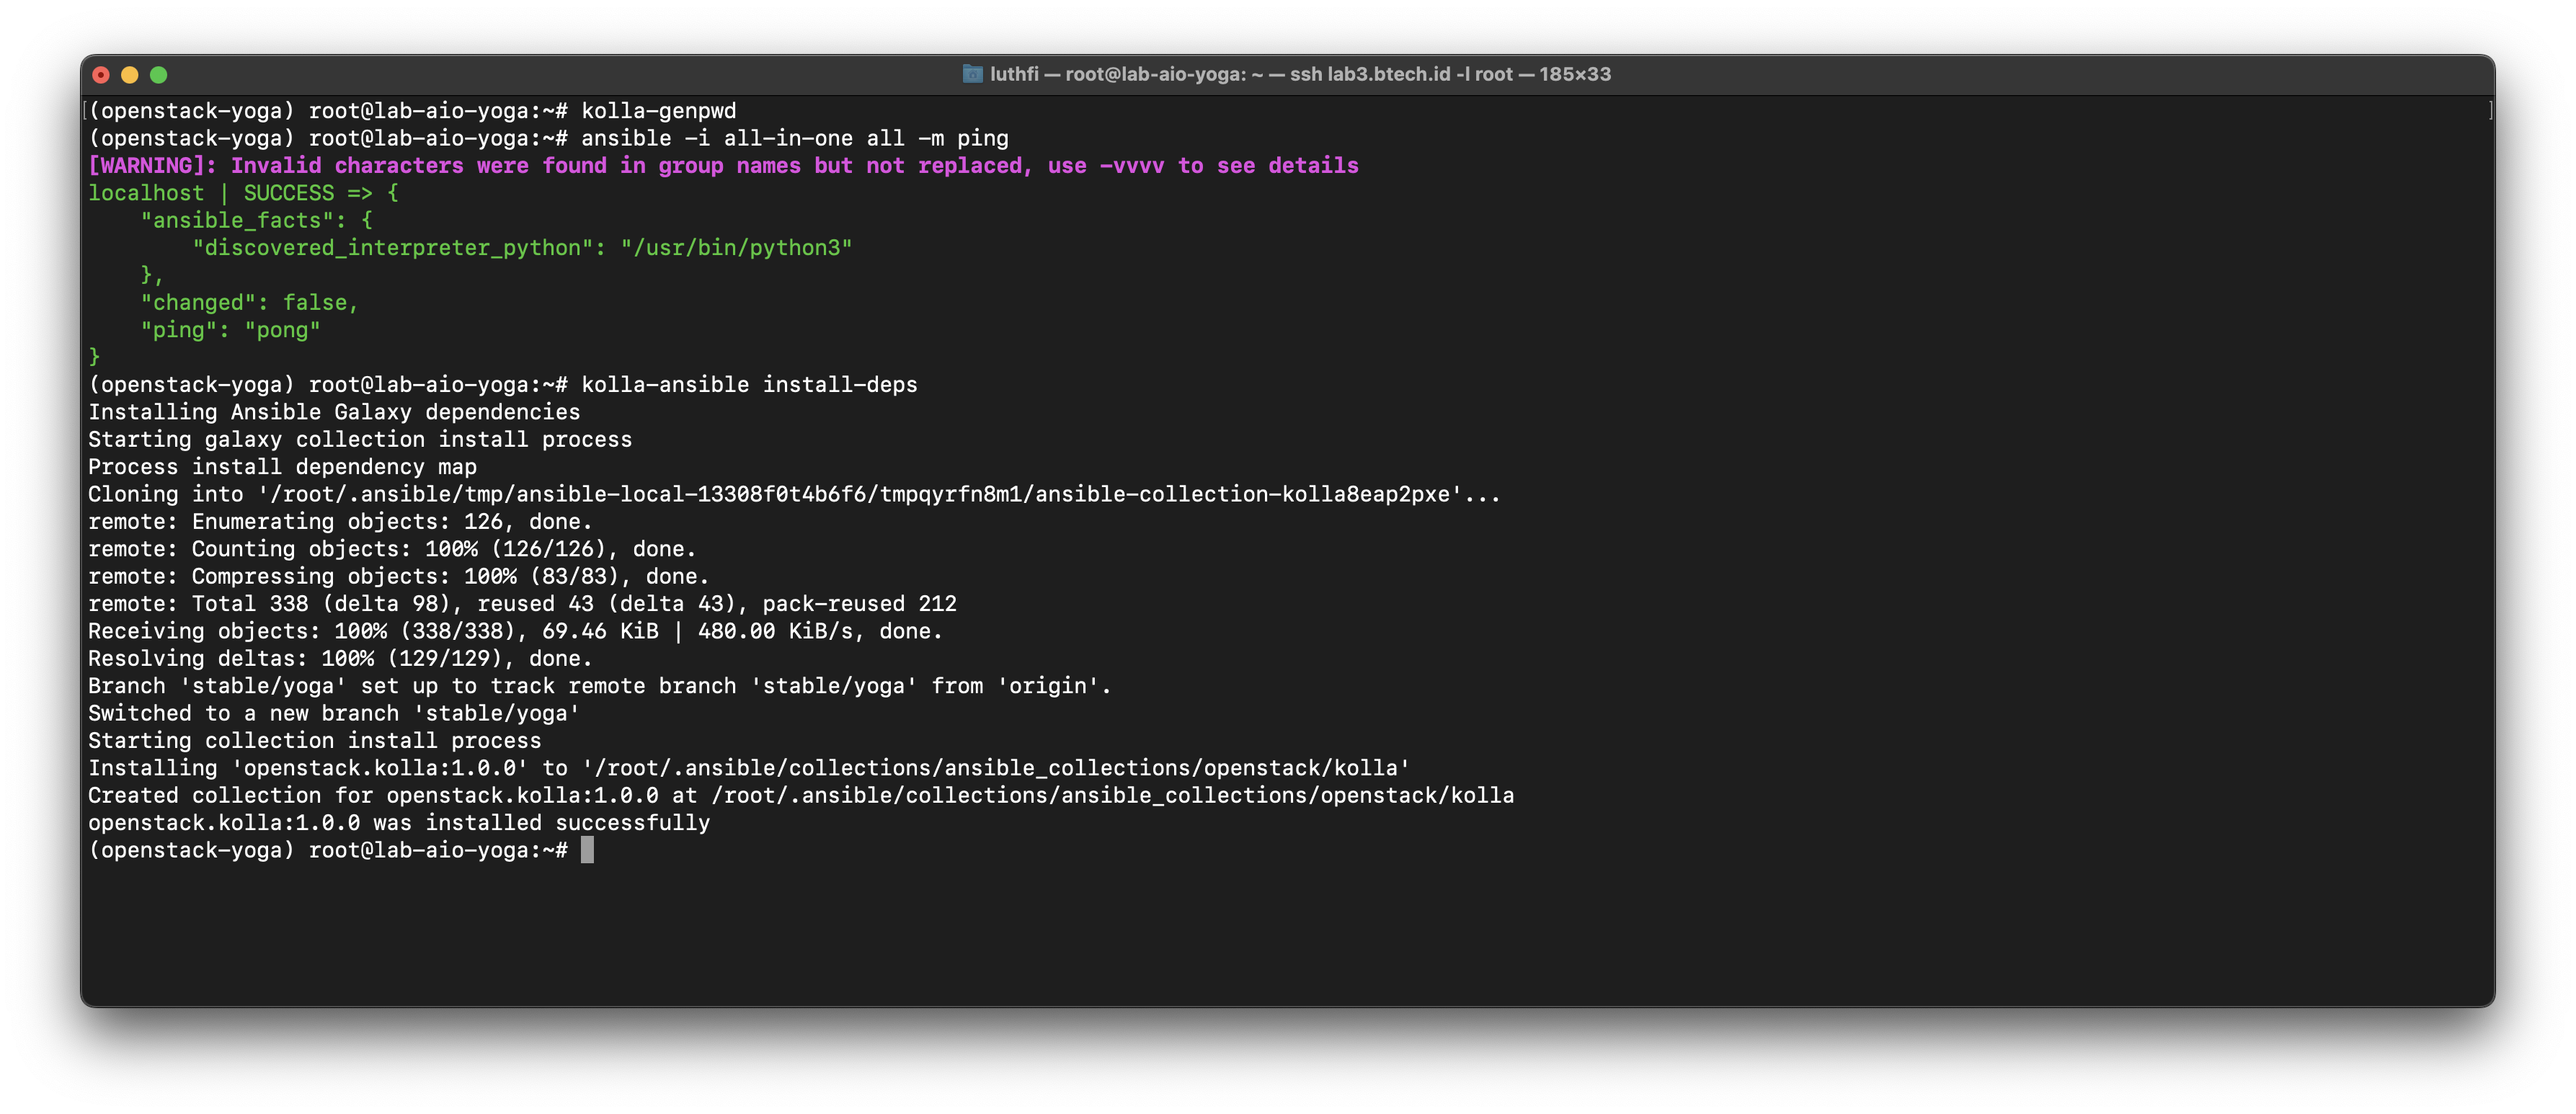 luthfi — root@lab-aio-yoga: ~ — ssh lab3.btech.id -l root — 185×33
[(openstack-yoga) root@lab-aio-yoga:~# kolla-genpwd ]
(openstack-yoga) root@lab-aio-yoga:~# ansible -i all-in-one all -m ping
[WARNING]: Invalid characters were found in group names but not replaced, use -vvvv to see details
localhost | SUCCESS => {
    "ansible_facts": {
        "discovered_interpreter_python": "/usr/bin/python3"
    },
    "changed": false,
    "ping": "pong"
}
(openstack-yoga) root@lab-aio-yoga:~# kolla-ansible install-deps
Installing Ansible Galaxy dependencies
Starting galaxy collection install process
Process install dependency map
Cloning into '/root/.ansible/tmp/ansible-local-13308f0t4b6f6/tmpqyrfn8m1/ansible-collection-kolla8eap2pxe'...
remote: Enumerating objects: 126, done.
remote: Counting objects: 100% (126/126), done.
remote: Compressing objects: 100% (83/83), done.
remote: Total 338 (delta 98), reused 43 (delta 43), pack-reused 212
Receiving objects: 100% (338/338), 69.46 KiB | 480.00 KiB/s, done.
Resolving deltas: 100% (129/129), done.
Branch 'stable/yoga' set up to track remote branch 'stable/yoga' from 'origin'.
Switched to a new branch 'stable/yoga'
Starting collection install process
Installing 'openstack.kolla:1.0.0' to '/root/.ansible/collections/ansible_collections/openstack/kolla'
Created collection for openstack.kolla:1.0.0 at /root/.ansible/collections/ansible_collections/openstack/kolla
openstack.kolla:1.0.0 was installed successfully
(openstack-yoga) root@lab-aio-yoga:~#